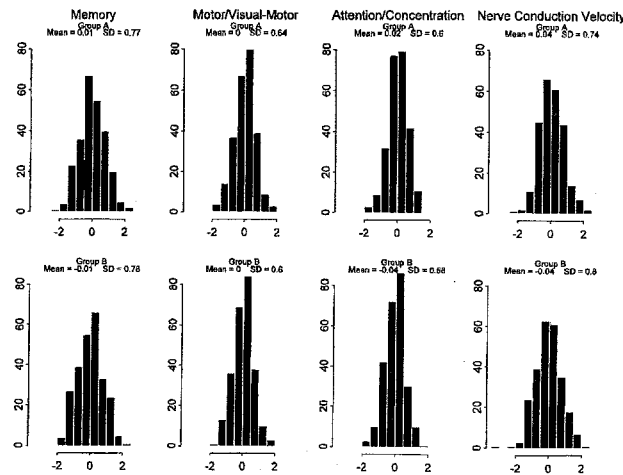 Memory
Group A
Mean = 0.01 SD = 0.77
80
60
40
20
0
-2 0 2
Motor/Visual-Motor
Group A
Mean = 0 SD = 0.64
80
60
40
20
0
-2 0 2
Attention/Concentration
Group A
Mean = 0.02 SD = 0.6
80
60
40
20
0
-2 0 2
Nerve Conduction Velocity
Group A
Mean = 0.04 SD = 0.74
80
60
40
20
0
-2 0 2
Group B
Mean = -0.01 SD = 0.78
80
60
40
20
0
-2 0 2
Group B
Mean = 0 SD = 0.6
80
60
40
20
0
-2 0 2
Group B
Mean = -0.04 SD = 0.58
80
60
40
20
0
-2 0 2
Group B
Mean = -0.04 SD = 0.8
80
60
40
20
0
-2 0 2